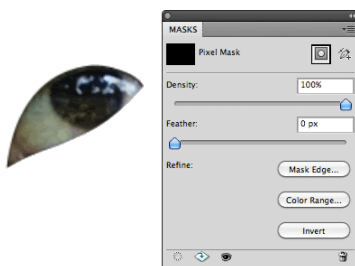 MASKS
Pixel Mask
Density:
100%
Feather:
0 px
Refine:
Mask Edge...
Color Range...
Invert